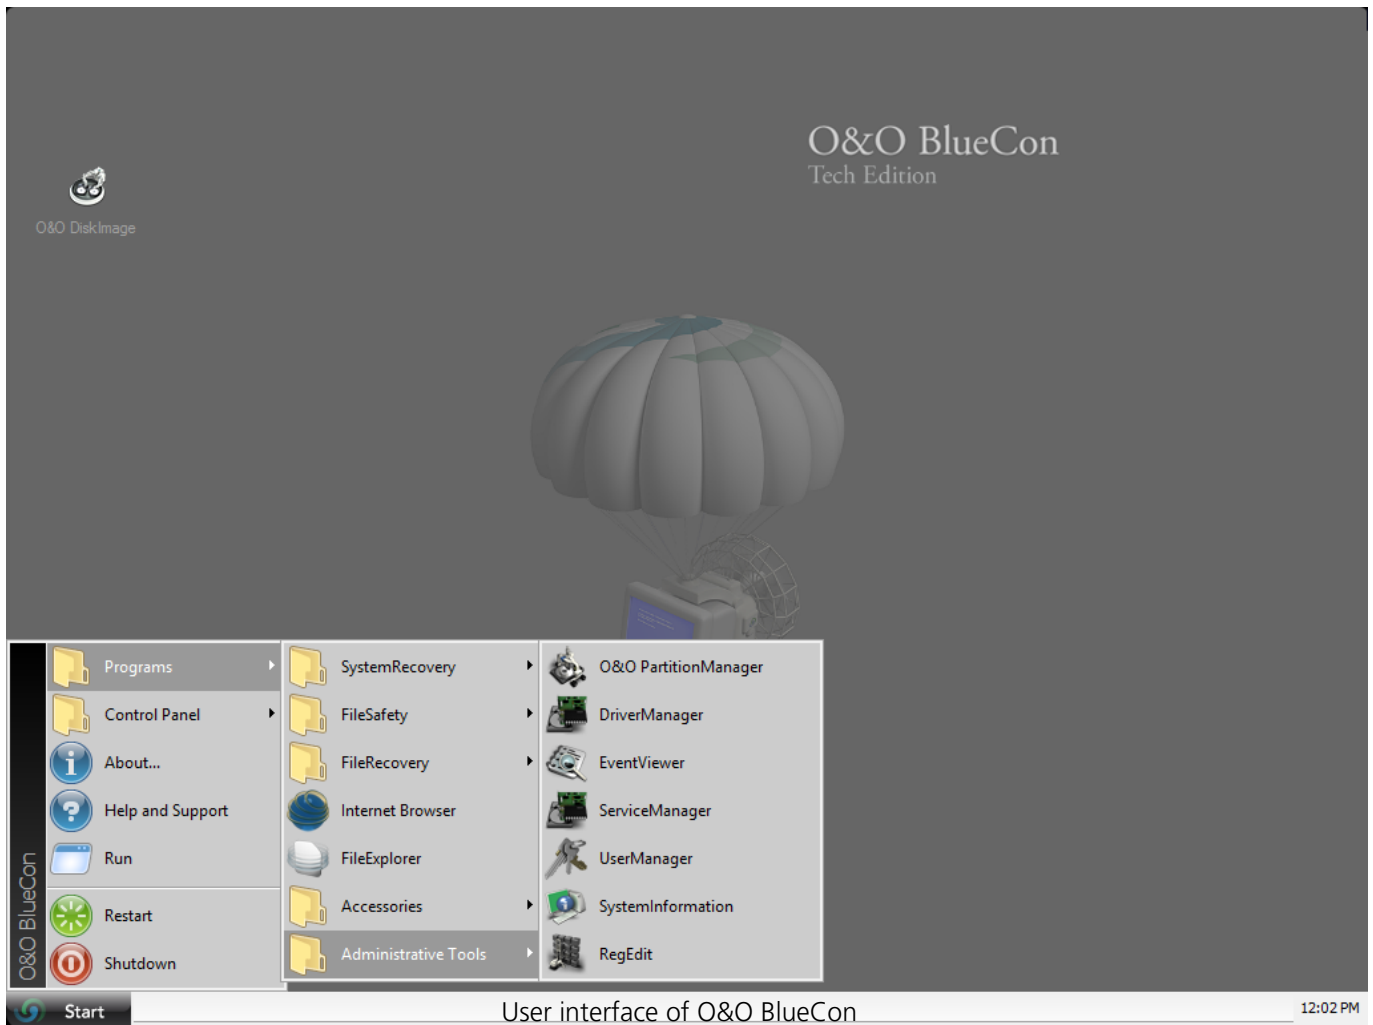 O&O BlueCon
Tech Edition
O&O DiskImage
Programs
Control Panel
About...
Help and Support
Run
Restart
Shutdown
O&O BlueCon
SystemRecovery
FileSafety
FileRecovery
Internet Browser
FileExplorer
Accessories
Administrative Tools
O&O PartitionManager
DriverManager
EventViewer
ServiceManager
UserManager
SystemInformation
RegEdit
Start
User interface of O&O BlueCon
12:02 PM